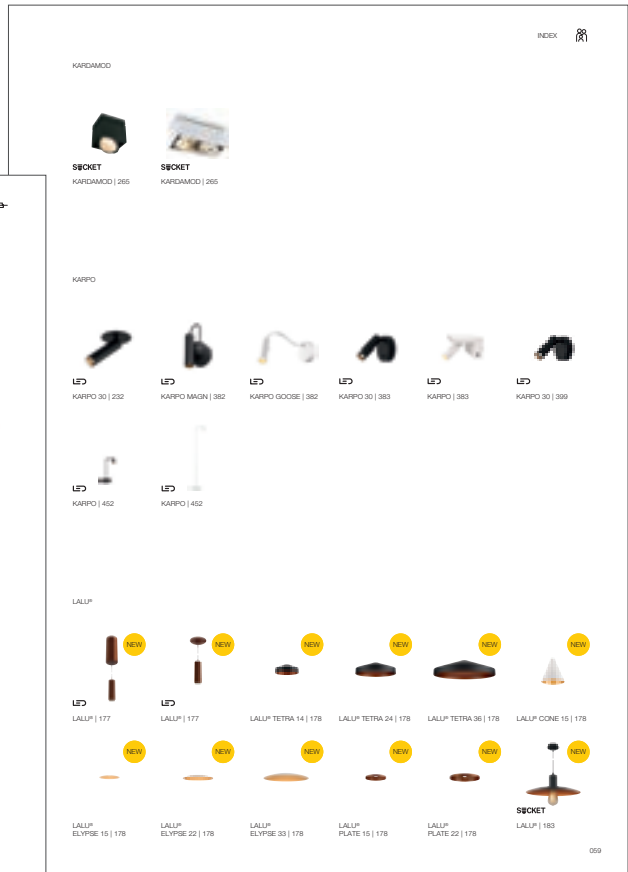 INDEX
KARDAMOD
SOCKET SOCKET
KARDAMOD | 265 KARDAMOD | 265
KARPO
LED LED LED LED LED LED
KARPO 30 | 232 KARPO MAGN | 382 KARPO GOOSE | 382 KARPO 30 | 383 KARPO | 383 KARPO 30 | 399
LED LED
KARPO | 452 KARPO | 452
LALU®
NEW NEW NEW NEW NEW NEW
LED LED
LALU® | 177 LALU® | 177 LALU® TETRA 14 | 178 LALU® TETRA 24 | 178 LALU® TETRA 36 | 178 LALU® CONE 15 | 178
NEW NEW NEW NEW NEW NEW
SOCKET
LALU® LALU® LALU® LALU® LALU® LALU® | 183
ELYPSE 15 | 178 ELYPSE 22 | 178 ELYPSE 33 | 178 PLATE 15 | 178 PLATE 22 | 178
059